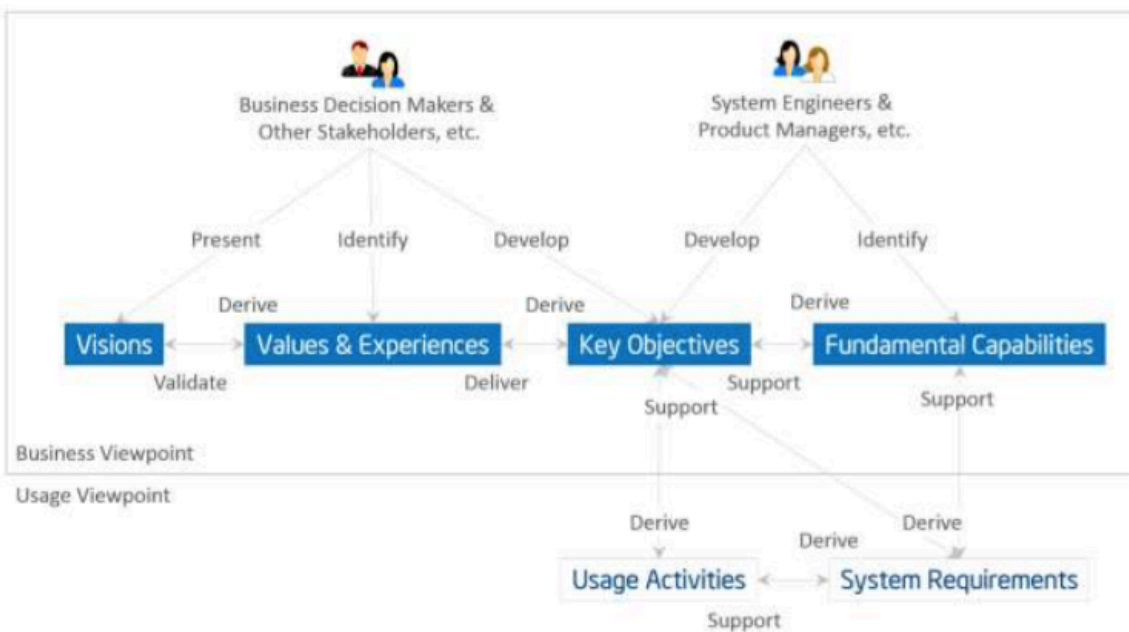 Business Decision Makers &
Other Stakeholders, etc.
System Engineers &
Product Managers, etc.
Present
Identify
Develop
Develop
Identify
Derive
Derive
Derive
Visions
Values & Experiences
Key Objectives
Fundamental Capabilities
Validate
Deliver
Support
Support
Support
Business Viewpoint
Usage Viewpoint
Derive
Derive
Derive
Usage Activities
System Requirements
Support